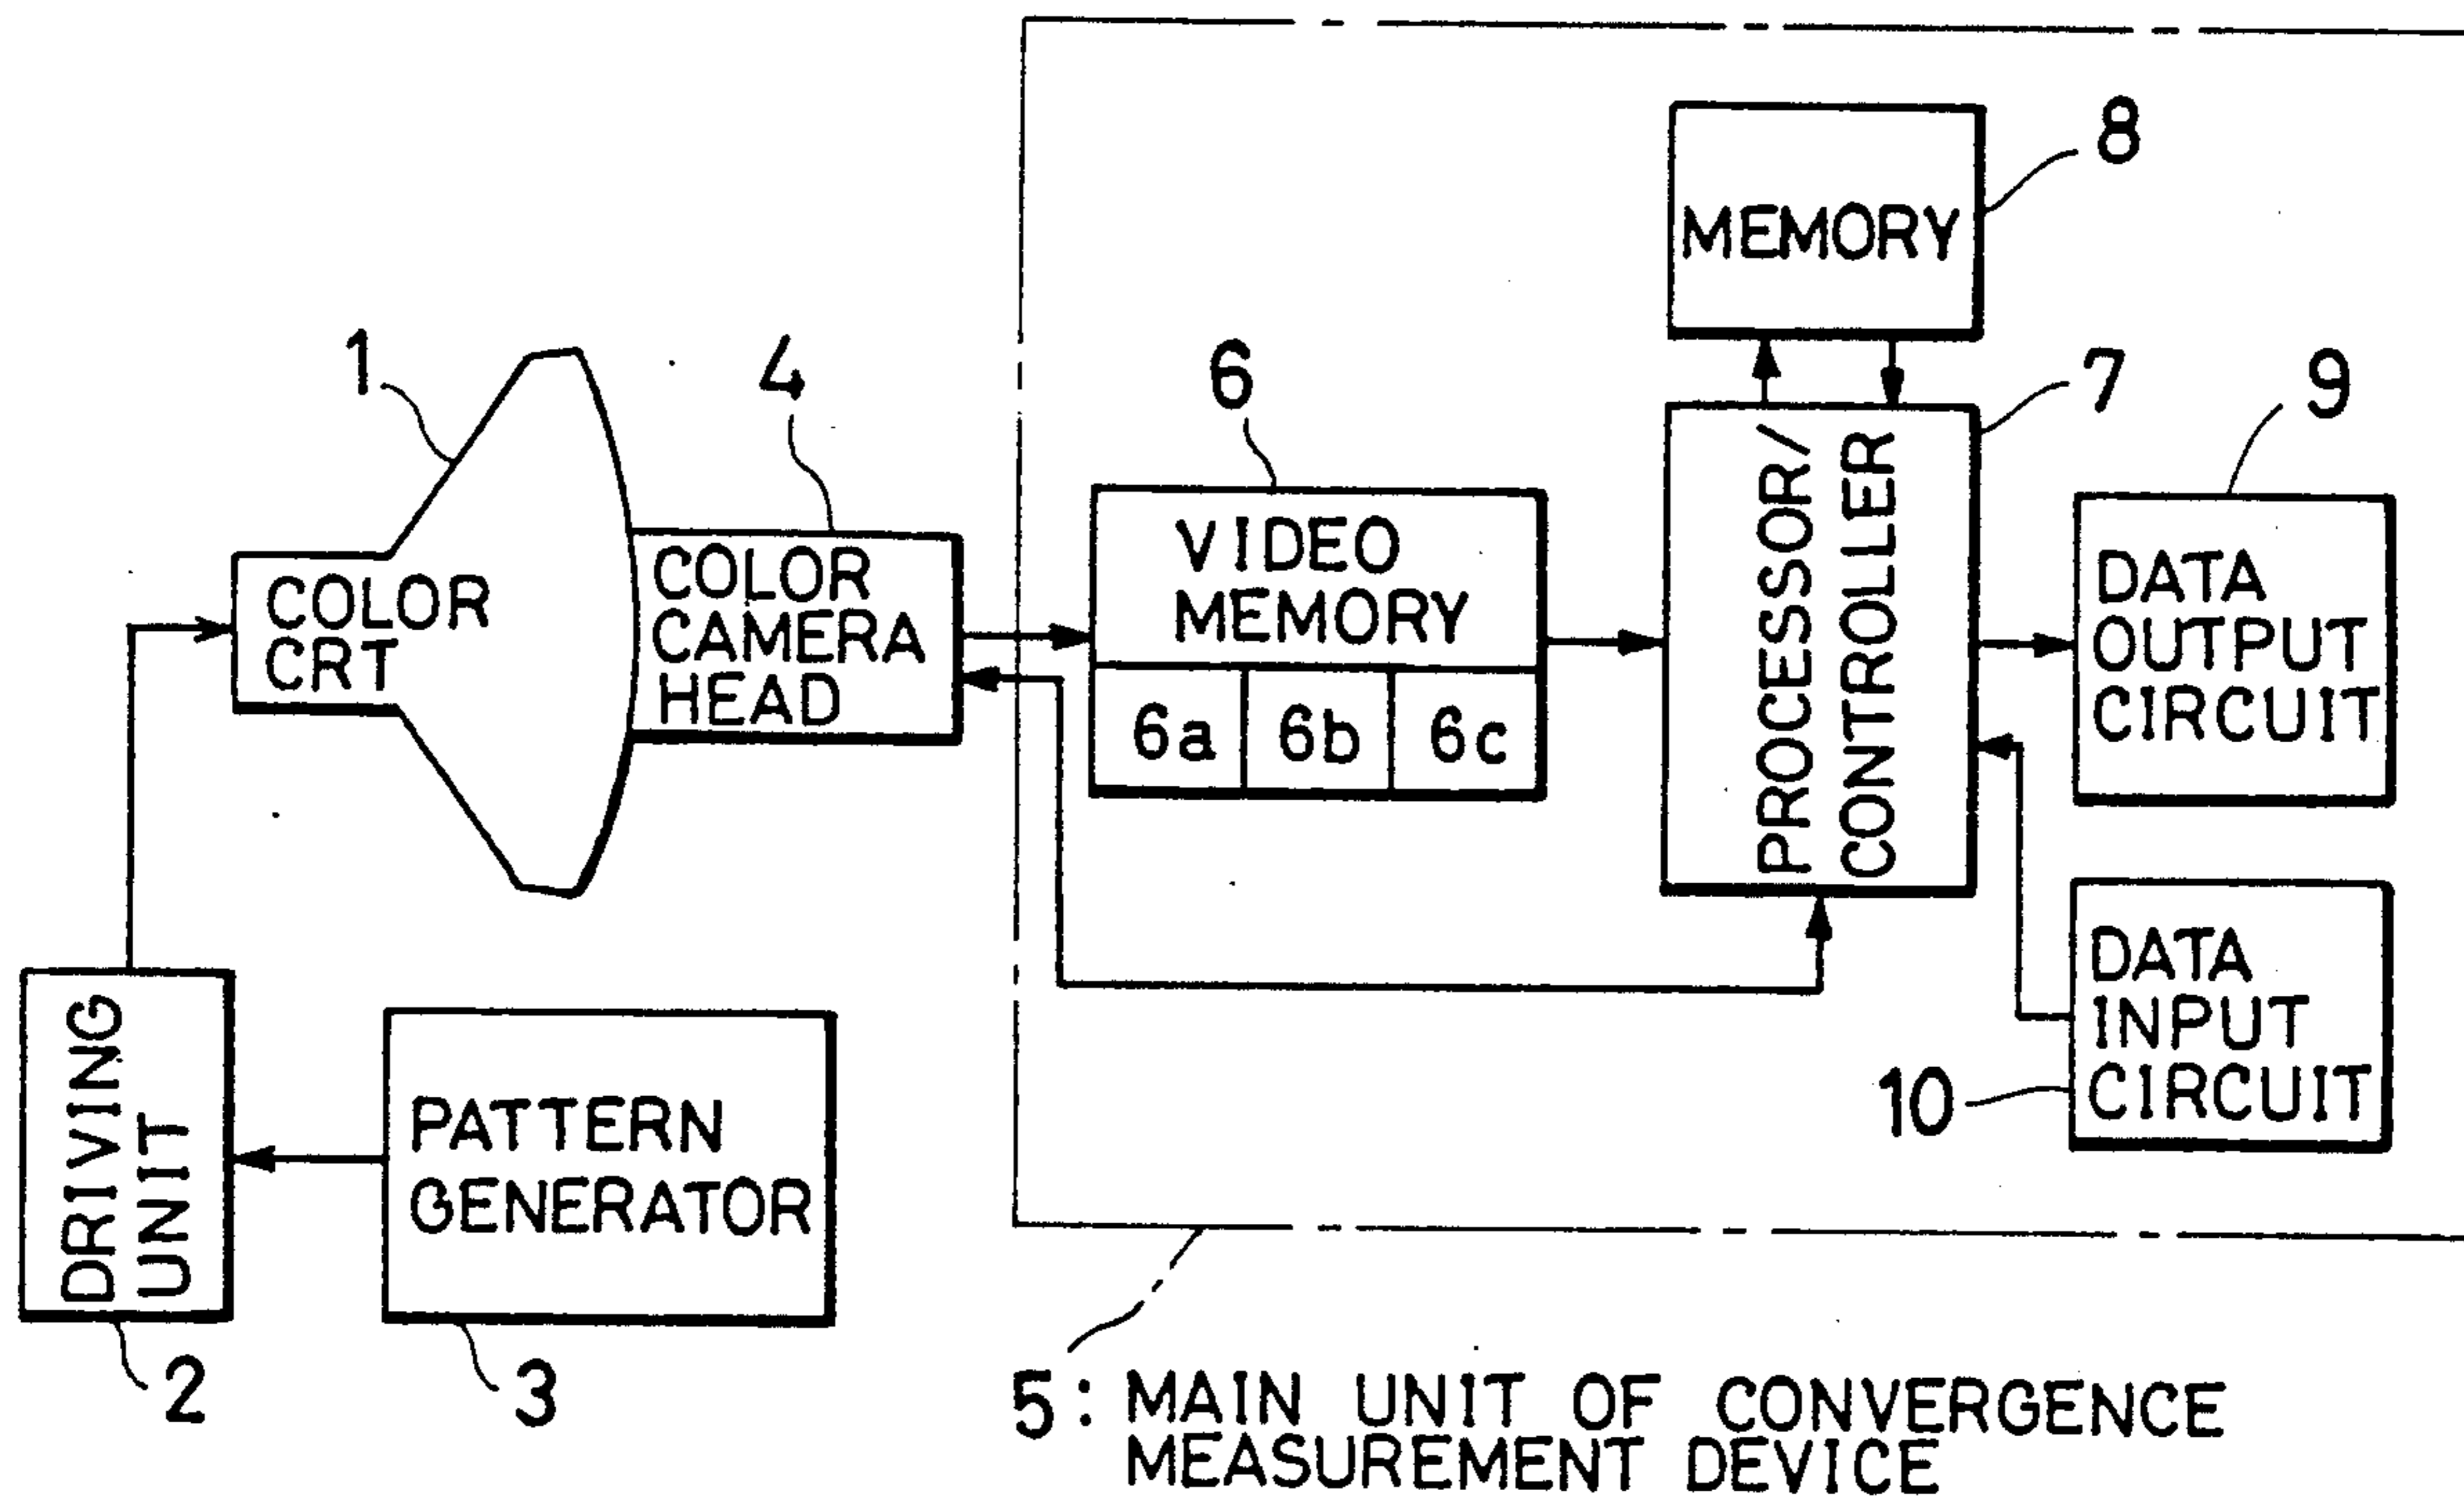 8
MEMORY
1
4
6
7
9
COLOR
CRT
COLOR
CAMERA
HEAD
VIDEO
MEMORY
6a 6b 6c
PROCESSOR/
CONTROLLER
DATA
OUTPUT
CIRCUIT
DATA
INPUT
CIRCUIT
10
DRIVING
UNIT
PATTERN
GENERATOR
2
3
5: MAIN UNIT OF CONVERGENCE
MEASUREMENT DEVICE